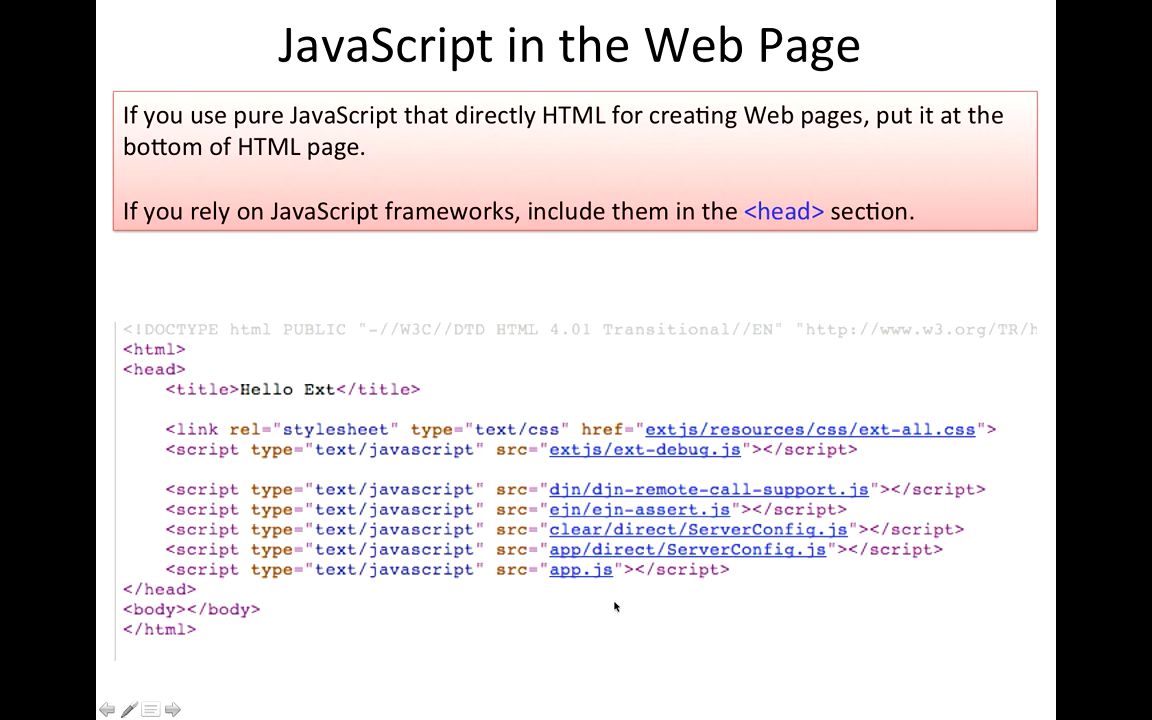 JavaScript in the Web Page
If you use pure JavaScript that directly HTML for creating Web pages, put it at the
bottom of HTML page.
If you rely on JavaScript frameworks, include them in the <head> section.
<!DOCTYPE html PUBLIC "-//W3C//DTD HTML 4.01 Transitional//EN" "http://www.w3.org/TR/h
<html>
<head>
<title>Hello Ext</title>
<link rel="stylesheet" type="text/css" href="extjs/resources/css/ext-all.css">
<script type="text/javascript" src="extjs/ext-debug.js"></script>
<script type="text/javascript" src="djn/djn-remote-call-support.js"></script>
<script type="text/javascript" src="ejn/ejn-assert.js"></script>
<script type="text/javascript" src="clear/direct/ServerConfig.js"></script>
<script type="text/javascript" src="app/direct/ServerConfig.js"></script>
<script type="text/javascript" src="app.js"></script>
</head>
<body></body>
</html>